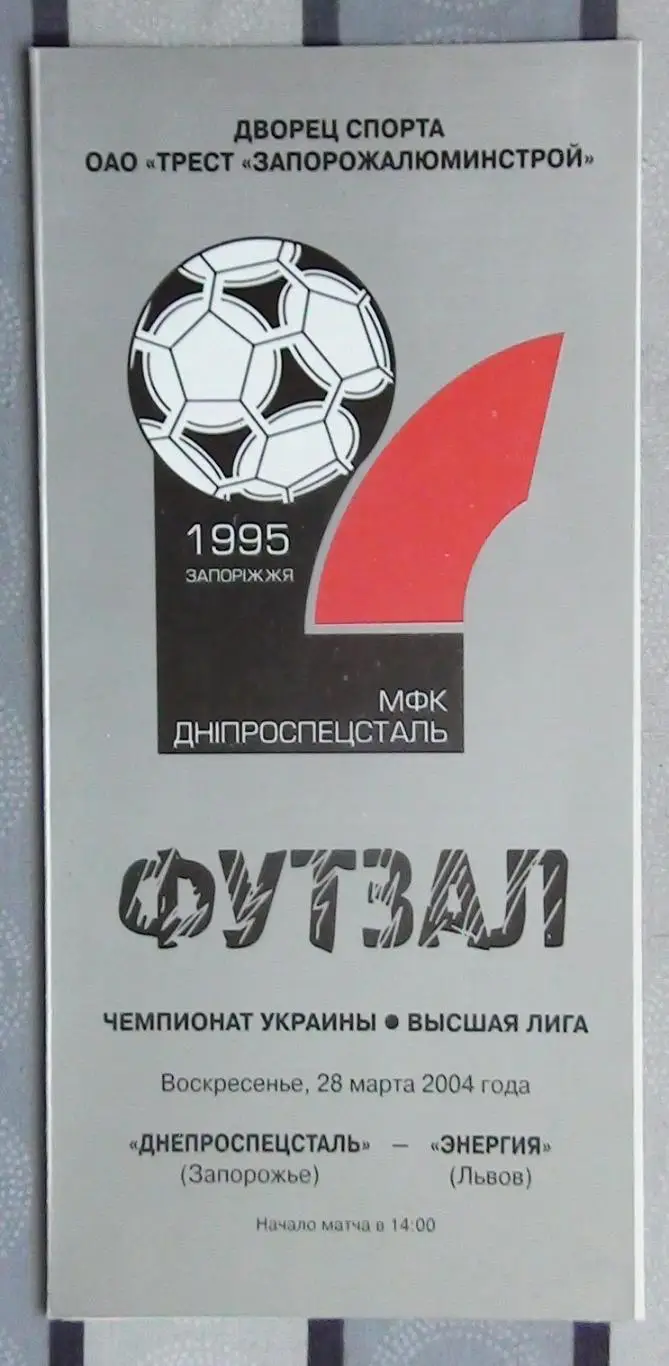 ДВОРЕЦ СПОРТА
ОАО «ТРЕСТ «ЗАПОРОЖАЛЮМИНСТРОЙ»
1995
ЗАПОРІЖЖЯ
МФК
ДНІПРОСПЕЦСТАЛЬ
ФУТЗАЛ
ЧЕМПИОНАТ УКРАИНЫ ● ВЫСШАЯ ЛИГА
Воскресенье, 28 марта 2004 года
«ДНЕПРОСПЕЦСТАЛЬ» – «ЭНЕРГИЯ»
(Запорожье) (Львов)
Начало матча в 14:00